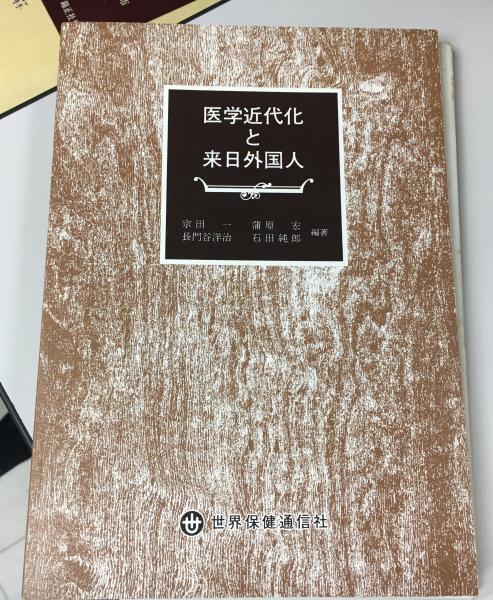 医学近代化
と
来日外国人
宗田 一 蒲原 宏
長門谷洋治 石田純郎 編著
世界保健通信社